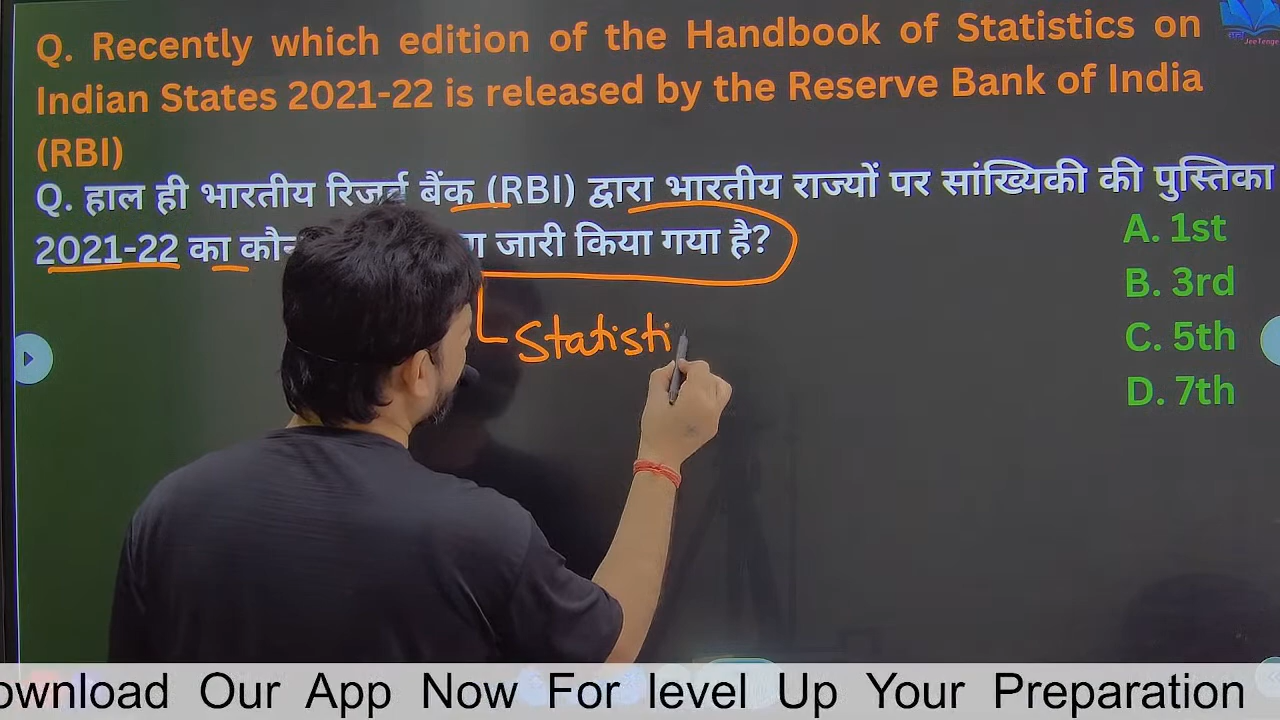 Q. Recently which edition of the Handbook of Statistics on
Indian States 2021-22 is released by the Reserve Bank of India
(RBI)
Q. हाल ही भारतीय रिजर्व बैंक (RBI) द्वारा भारतीय राज्यों पर सांख्यिकी की पुस्तिका
2021-22 का जारी किया गया है?
A. 1st
B. 3rd
C. 5th
D. 7th
Statisti
JeeTenge
ownload Our App Now For level Up Your Preparation